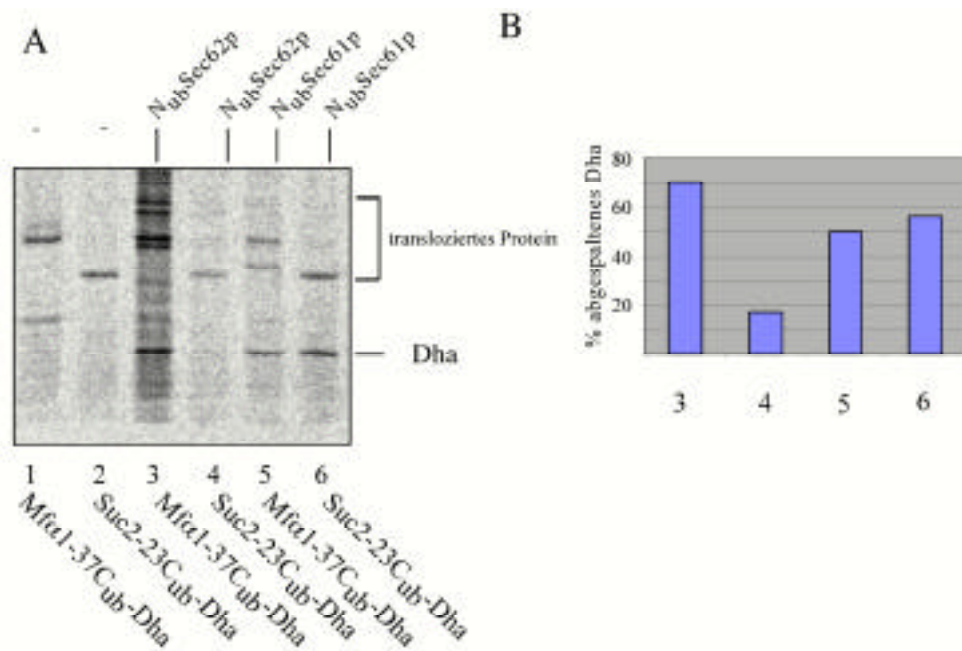 A
B
- -
NubSec62p
NubSec62p
NubSec61p
NubSec61p
transloziertes Protein
Dha
1 2 3 4 5 6
Mfα1-37Cub-Dha
Suc2-23Cub-Dha
Mfα1-37Cub-Dha
Suc2-23Cub-Dha
Mfα1-37Cub-Dha
Suc2-23Cub-Dha
% abgespaltenes Dha
80
60
40
20
3 4 5 6